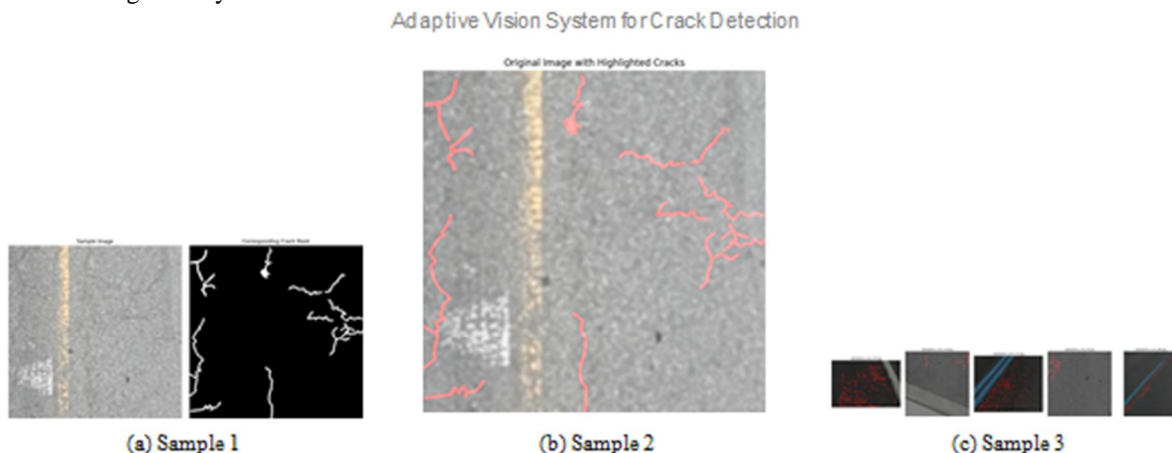 Adaptive Vision System for Crack Detection
Original Image with Highlighted Cracks
Sample Image
Corresponding Crack Mask
(a) Sample 1
(b) Sample 2
(c) Sample 3